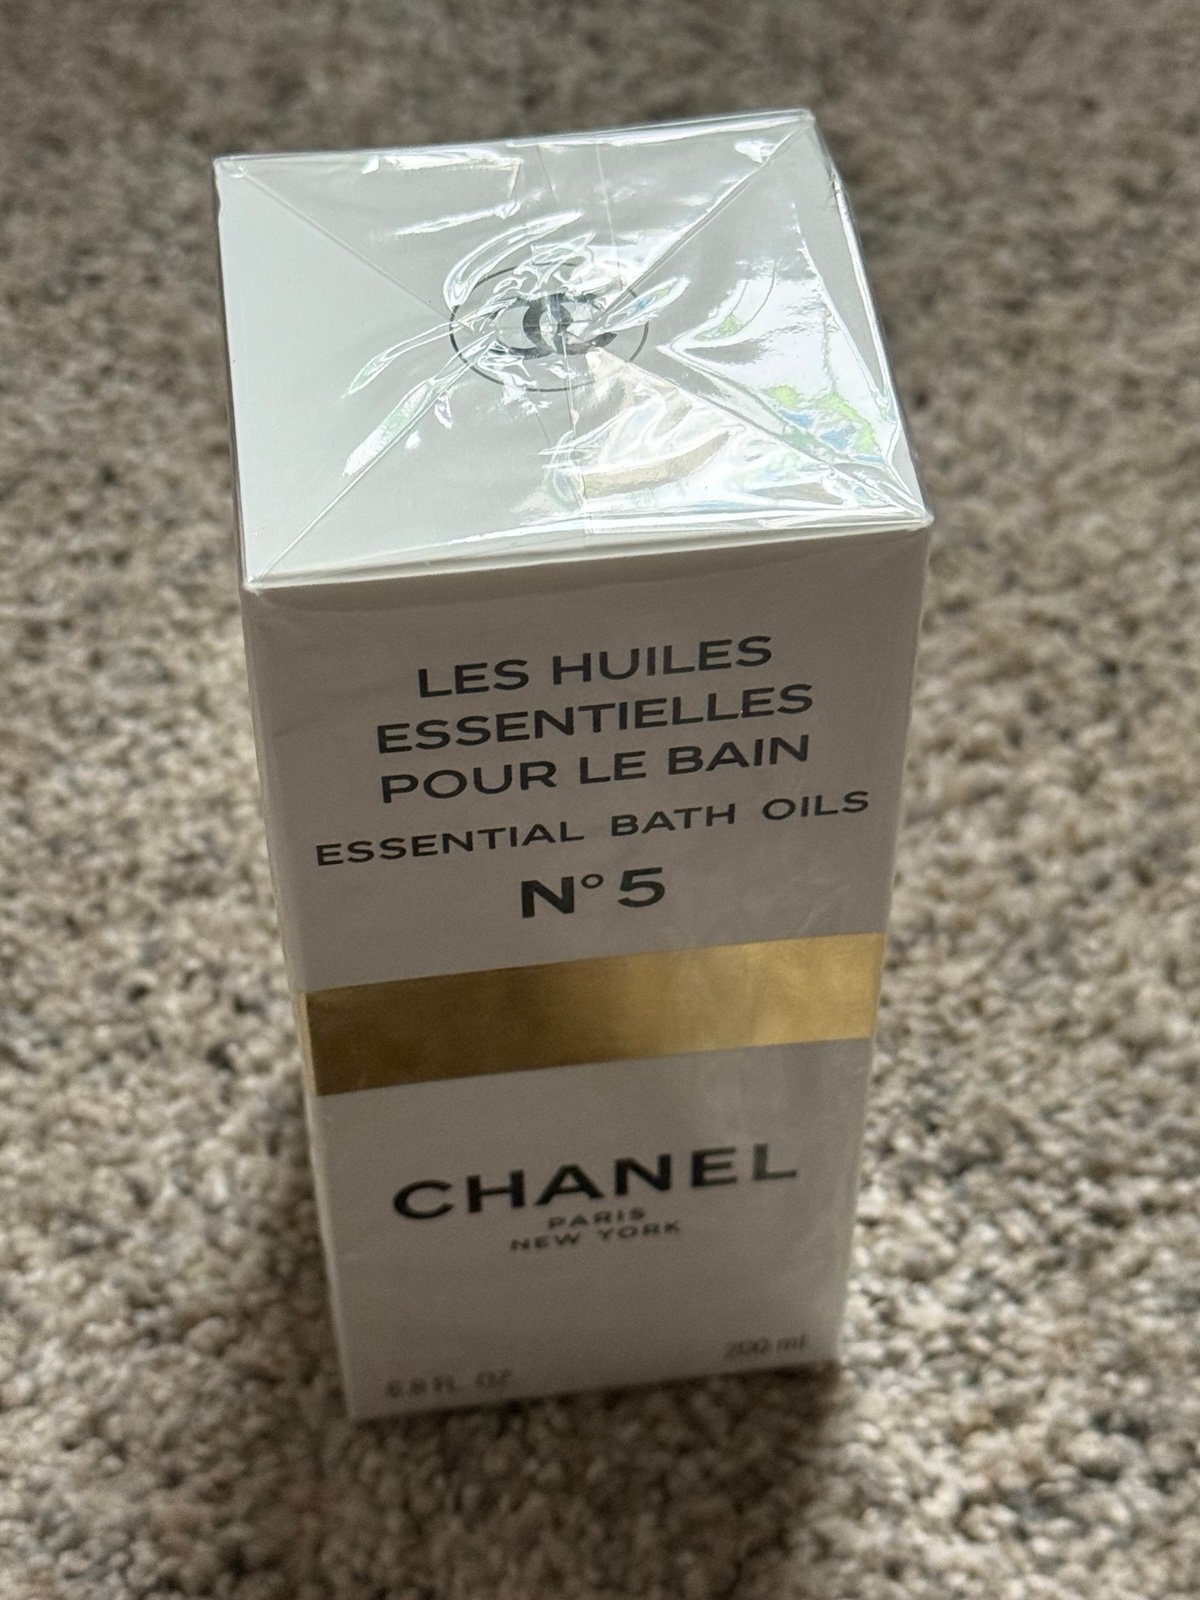 LES HUILES
ESSENTIELLES
POUR LE BAIN
ESSENTIAL BATH OILS
N° 5
CHANEL
PARIS
NEW YORK
6.8 FL. OZ
200 ml